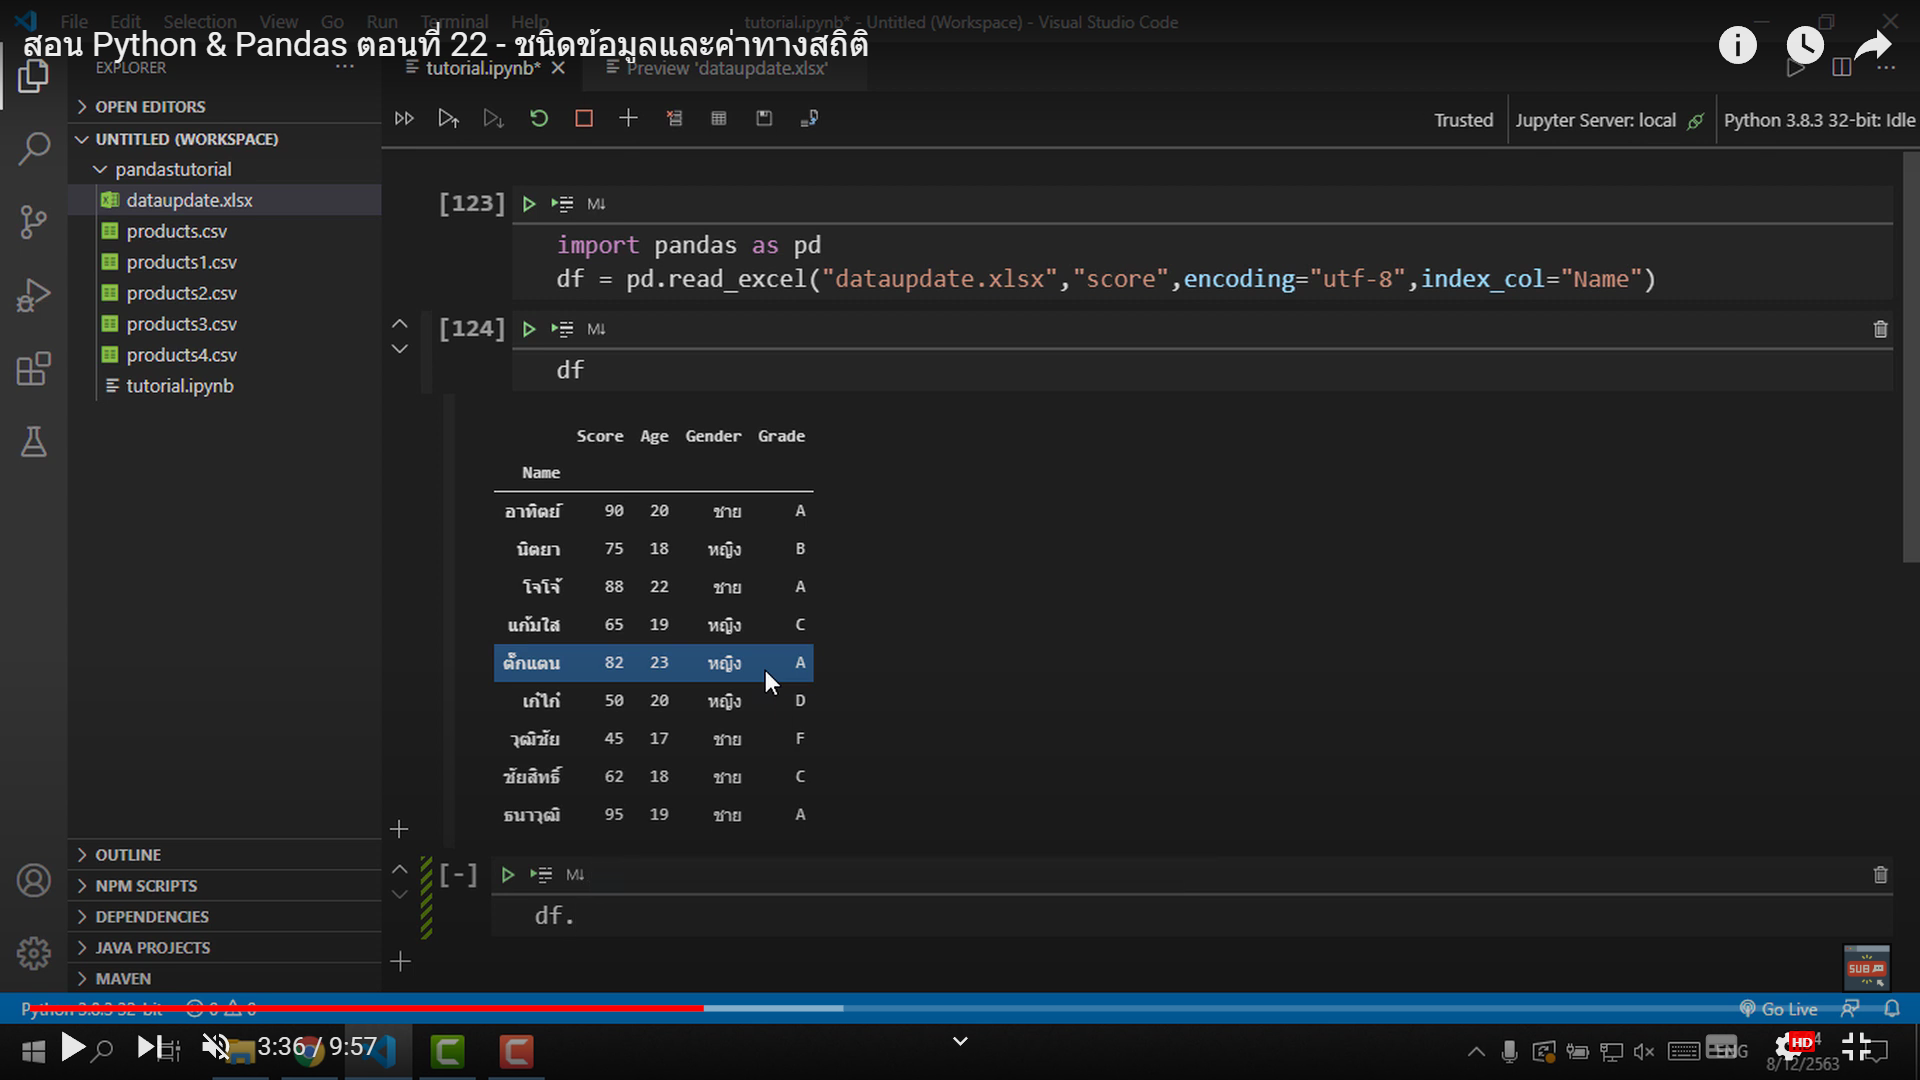 File Edit Selection View Go Run Terminal Help
tutorial.ipynb* - Untitled (Workspace) - Visual Studio Code
สอน Python & Pandas ตอนที่ 22 - ชนิดข้อมูลและค่าทางสถิติ
EXPLORER
tutorial.ipynb*
Preview 'dataupdate.xlsx'
OPEN EDITORS
UNTITLED (WORKSPACE)
pandastutorial
dataupdate.xlsx
products.csv
products1.csv
products2.csv
products3.csv
products4.csv
tutorial.ipynb
OUTLINE
NPM SCRIPTS
DEPENDENCIES
JAVA PROJECTS
MAVEN
Trusted
Jupyter Server: local
Python 3.8.3 32-bit: Idle
[123] M↓
import pandas as pd
df = pd.read_excel("dataupdate.xlsx","score",encoding="utf-8",index_col="Name")
[124] M↓
df
Score Age Gender Grade
Name
อาทิตย์ 90 20 ชาย A
นิตยา 75 18 หญิง B
โจโจ้ 88 22 ชาย A
แก้มใส 65 19 หญิง C
ตั๊กแตน 82 23 หญิง A
เก๋ไก๋ 50 20 หญิง D
วุฒิชัย 45 17 ชาย F
ชัยสิทธิ์ 62 18 ชาย C
ธนาวุฒิ 95 19 ชาย A
[-] M↓
df.
SUB
Python 3.8.3 32-bit 0 0
Go Live
3:36 / 9:57
ENG
HD
8/12/2563